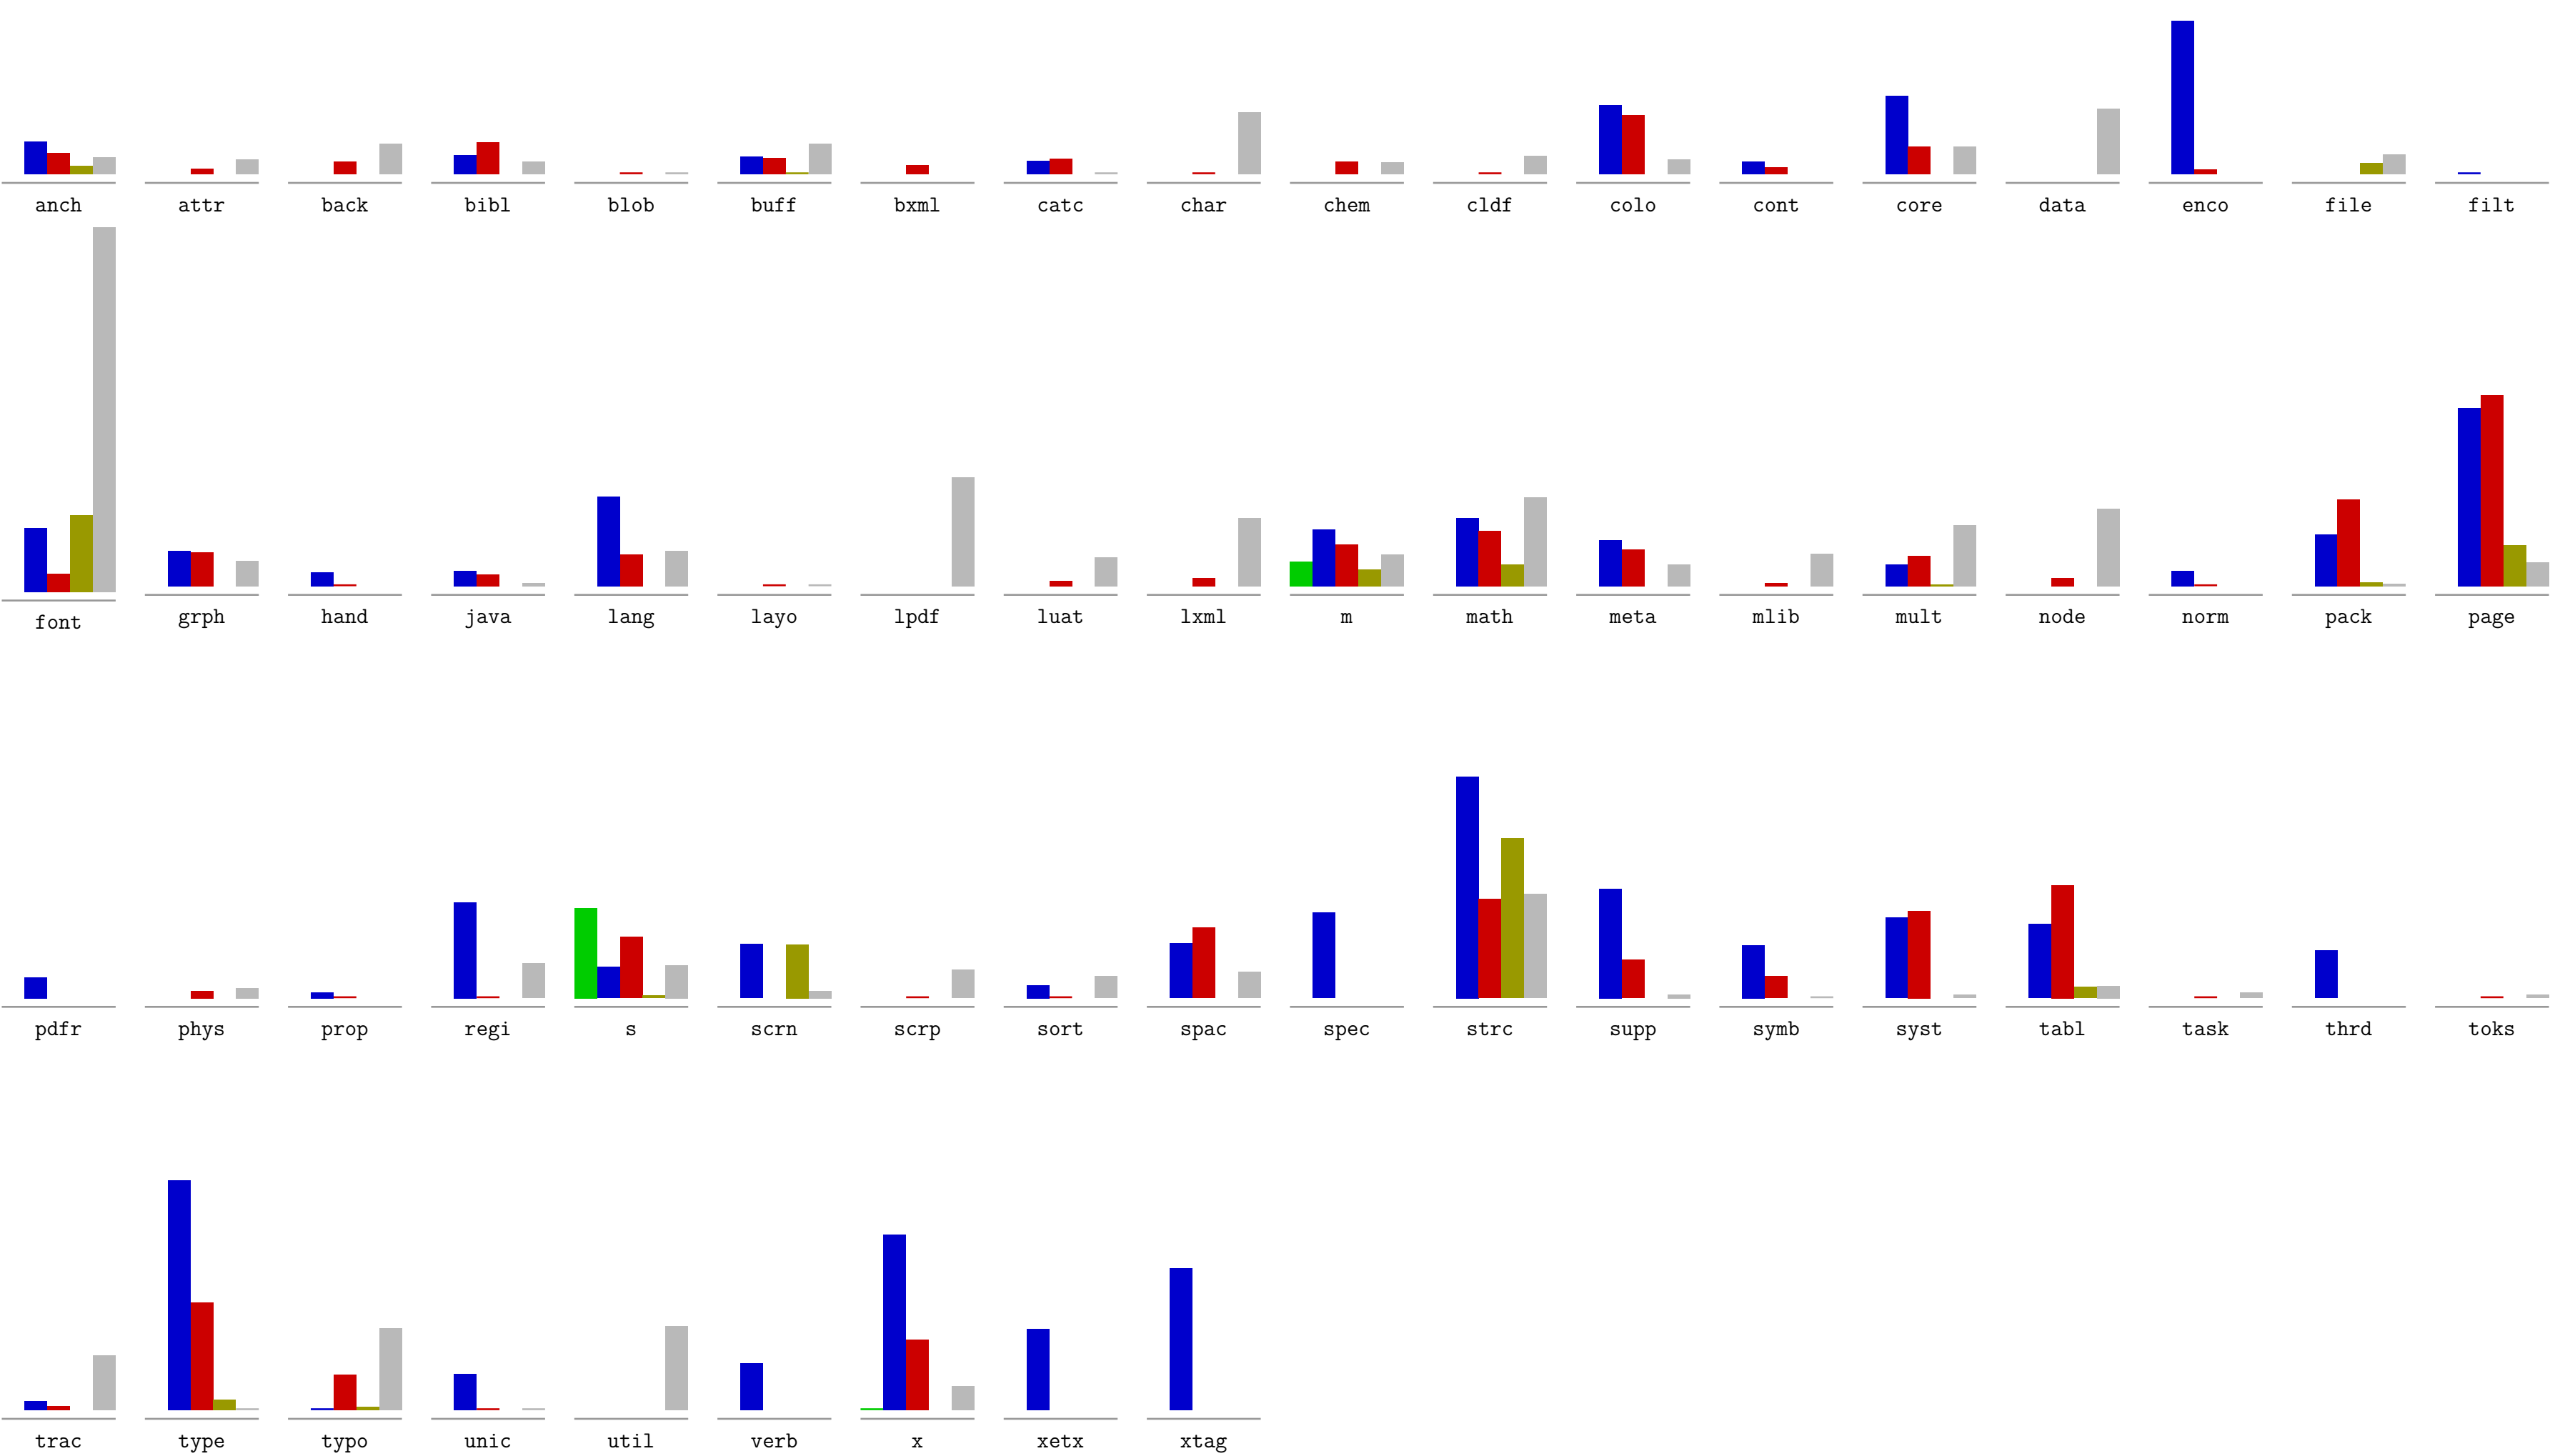 anch attr back bibl blob buff bxml catc char chem cldf colo cont core data enco file filt
font grph hand java lang layo lpdf luat lxml m math meta mlib mult node norm pack page
pdfr phys prop regi s scrn scrp sort spac spec strc supp symb syst tabl task thrd toks
trac type typo unic util verb x xetx xtag